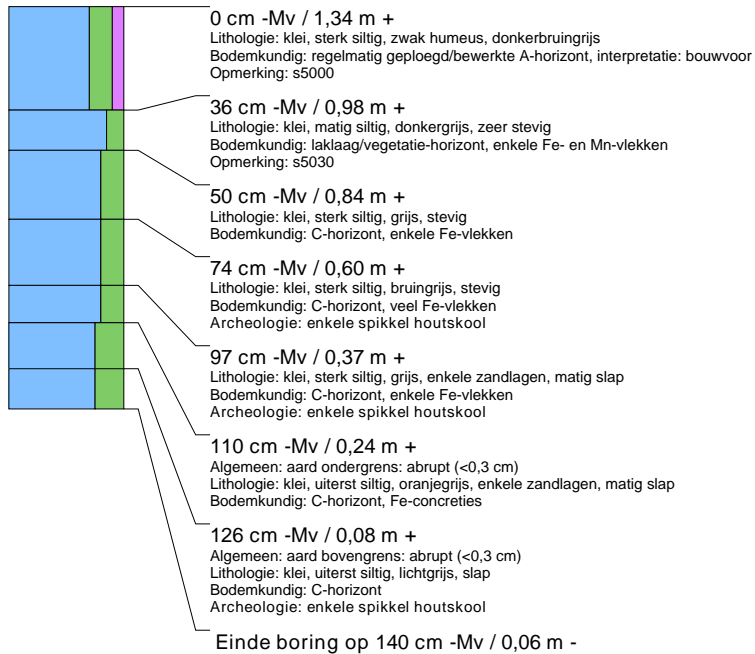 0 cm -Mv / 1,34 m +
Lithologie: klei, sterk siltig, zwak humeus, donkerbruingrijs
Bodemkundig: regelmatig geploegd/bewerkte A-horizont, interpretatie: bouwvoor
Opmerking: s5000
36 cm -Mv / 0,98 m +
Lithologie: klei, matig siltig, donkergrijs, zeer stevig
Bodemkundig: laklaag/vegetatie-horizont, enkele Fe- en Mn-vlekken
Opmerking: s5030
50 cm -Mv / 0,84 m +
Lithologie: klei, sterk siltig, grijs, stevig
Bodemkundig: C-horizont, enkele Fe-vlekken
74 cm -Mv / 0,60 m +
Lithologie: klei, sterk siltig, bruingrijs, stevig
Bodemkundig: C-horizont, veel Fe-vlekken
Archeologie: enkele spikkel houtskool
97 cm -Mv / 0,37 m +
Lithologie: klei, sterk siltig, grijs, enkele zandlagen, matig slap
Bodemkundig: C-horizont, enkele Fe-vlekken
Archeologie: enkele spikkel houtskool
110 cm -Mv / 0,24 m +
Algemeen: aard ondergrens: abrupt (<0,3 cm)
Lithologie: klei, uiterst siltig, oranjegrijs, enkele zandlagen, matig slap
Bodemkundig: C-horizont, Fe-concreties
126 cm -Mv / 0,08 m +
Algemeen: aard bovengrens: abrupt (<0,3 cm)
Lithologie: klei, uiterst siltig, lichtgrijs, slap
Bodemkundig: C-horizont
Archeologie: enkele spikkel houtskool
Einde boring op 140 cm -Mv / 0,06 m -